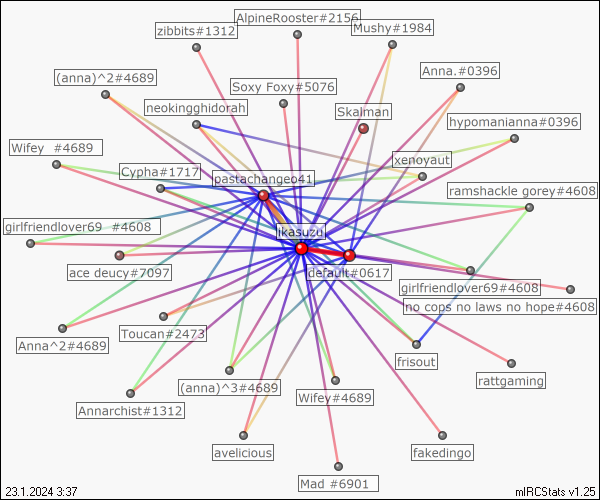 AlpineRooster#2156
zibbits#1312
Mushy#1984
(anna)^2#4689
Soxy Foxy#5076
Anna.#0396
neokingghidorah
Skalman
hypomanianna#0396
Wifey  #4689
xenoyaut
Cypha#1717
pastachangeo41
ramshackle gorey#4608
girlfriendlover69  #4608
ikasuzu
ace deucy#7097
default#0617
girlfriendlover69#4608
no cops no laws no hope#4608
Toucan#2473
Anna^2#4689
frisout
(anna)^3#4689
rattgaming
Wifey#4689
Annarchist#1312
avelicious
fakedingo
Mad #6901
23.1.2024 3:37
mIRCStats v1.25